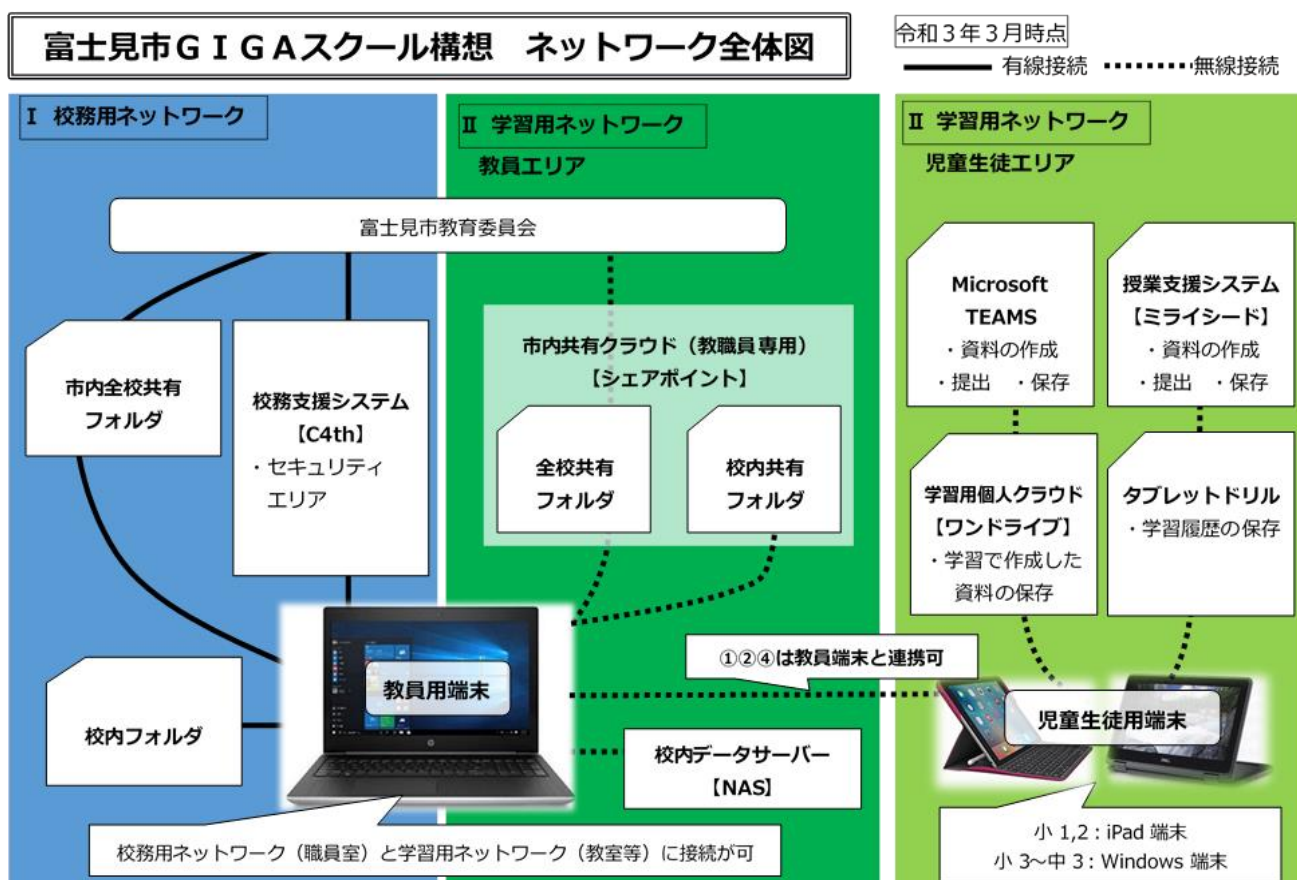 富士見市ＧＩＧＡスクール構想　ネットワーク全体図
令和３年３月時点
有線接続
無線接続
Ⅰ 校務用ネットワーク
Ⅱ 学習用ネットワーク
教員エリア
Ⅱ 学習用ネットワーク
児童生徒エリア
富士見市教育委員会
市内全校共有
フォルダ
校務支援システム
【C4th】
・セキュリティ
エリア
校内フォルダ
市内共有クラウド（教職員専用）
【シェアポイント】
全校共有
フォルダ
校内共有
フォルダ
Microsoft
TEAMS
・資料の作成
・提出　・保存
授業支援システム
【ミライシード】
・資料の作成
・提出　・保存
学習用個人クラウド
【ワンドライブ】
・学習で作成した
資料の保存
タブレットドリル
・学習履歴の保存
①②④は教員端末と連携可
教員用端末
児童生徒用端末
校内データサーバー
【NAS】
校務用ネットワーク（職員室）と学習用ネットワーク（教室等）に接続が可
小 1,2：iPad 端末
小 3～中 3：Windows 端末